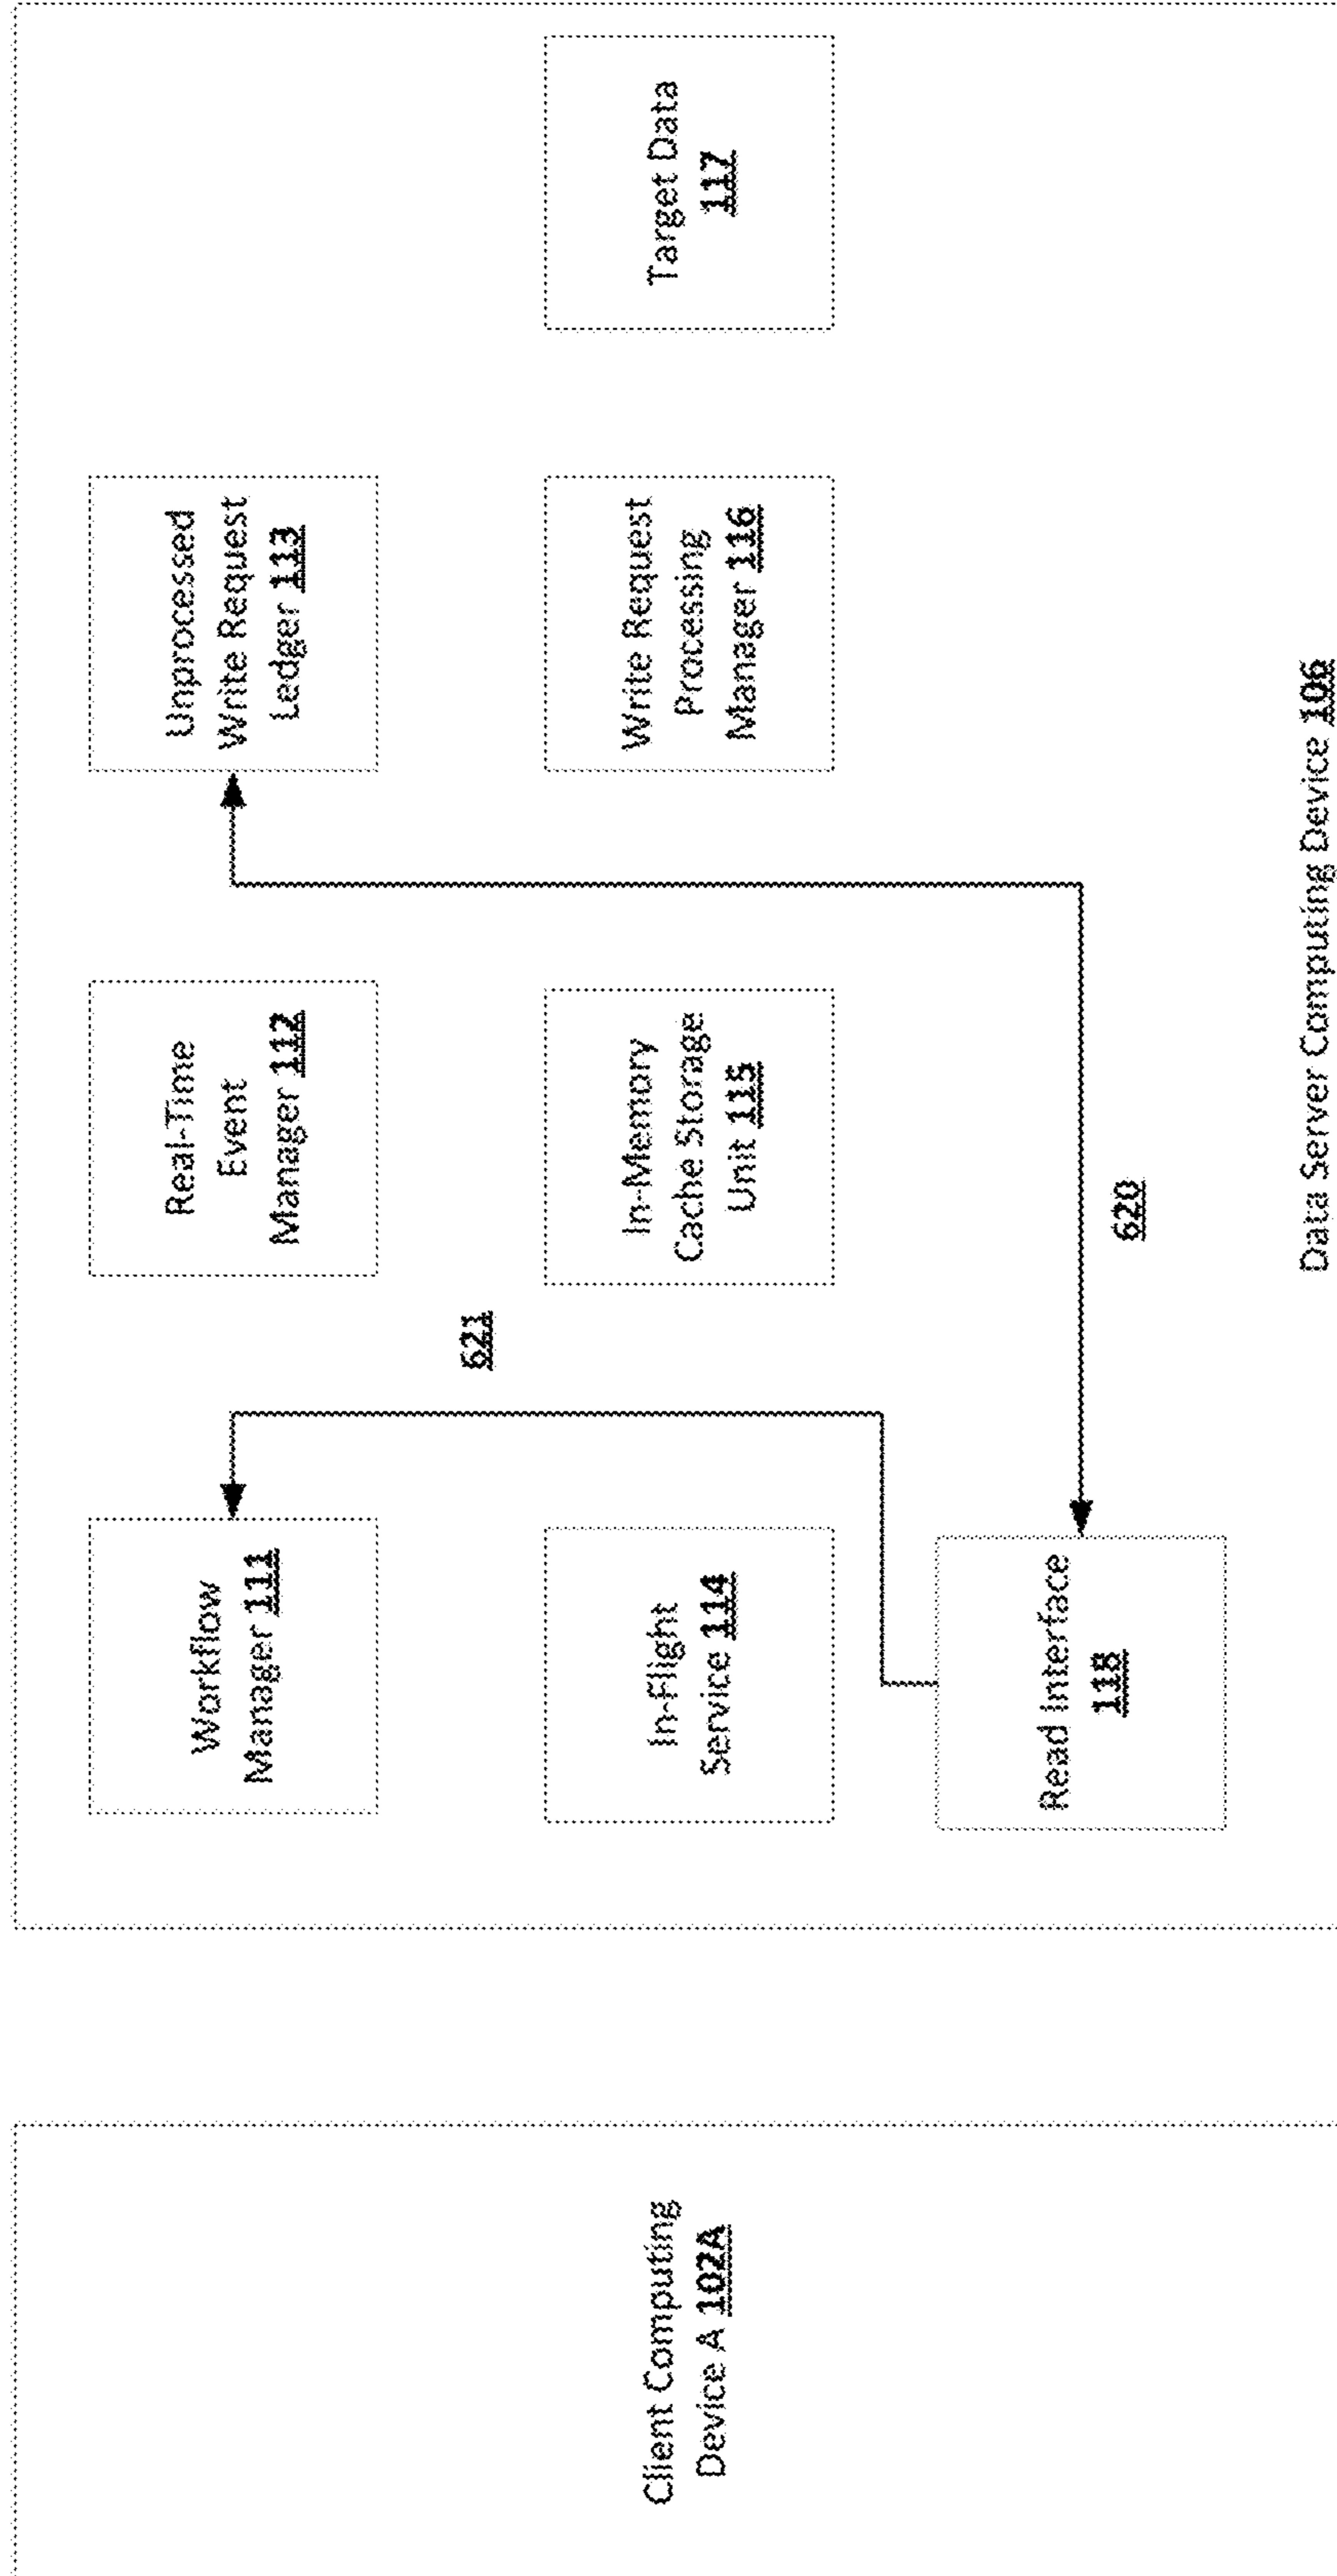 Client Computing
Device A 102A
Workflow
Manager 111
Real-Time
Event
Manager 112
Unprocessed
Write Request
Ledger 113
621
In-Flight
Service 114
In-Memory
Cache Storage
Unit 115
Write Request
Processing
Manager 116
Target Data
117
Read Interface
118
620
Data Server Computing Device 106